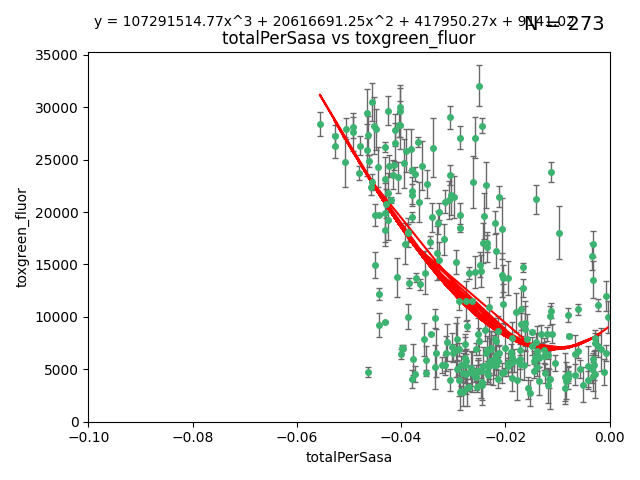 y = 107291514.77x^3 + 20616691.25x^2 + 417950.27x +
N = 273
totalPerSasa vs toxgreen_fluor
35000
30000
25000
20000
15000
10000
5000
0
toxgreen_fluor
−0.10
−0.08
−0.06
−0.04
−0.02
0.00
totalPerSasa